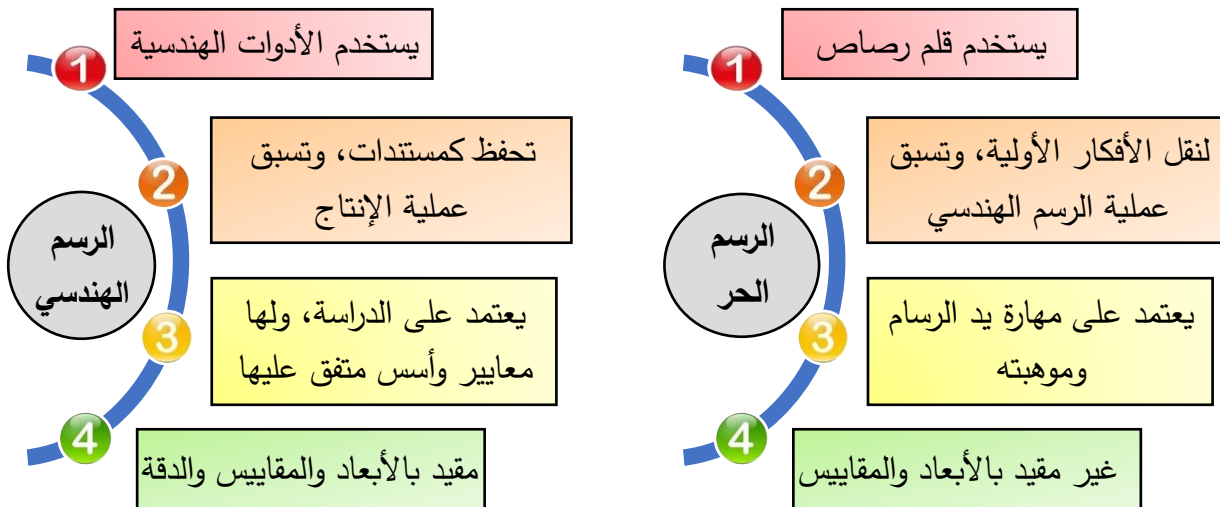 الرسم
الحر
1
يستخدم قلم رصاص
2
لنقل الأفكار الأولية، وتسبق
عملية الرسم الهندسي
3
يعتمد على مهارة يد الرسام
وموهبته
4
غير مقيد بالأبعاد والمقاييس
الرسم
الهندسي
1
يستخدم الأدوات الهندسية
2
تحفظ كمستندات، وتسبق
عملية الإنتاج
3
يعتمد على الدراسة، ولها
معايير وأسس متفق عليها
4
مقيد بالأبعاد والمقاييس والدقة